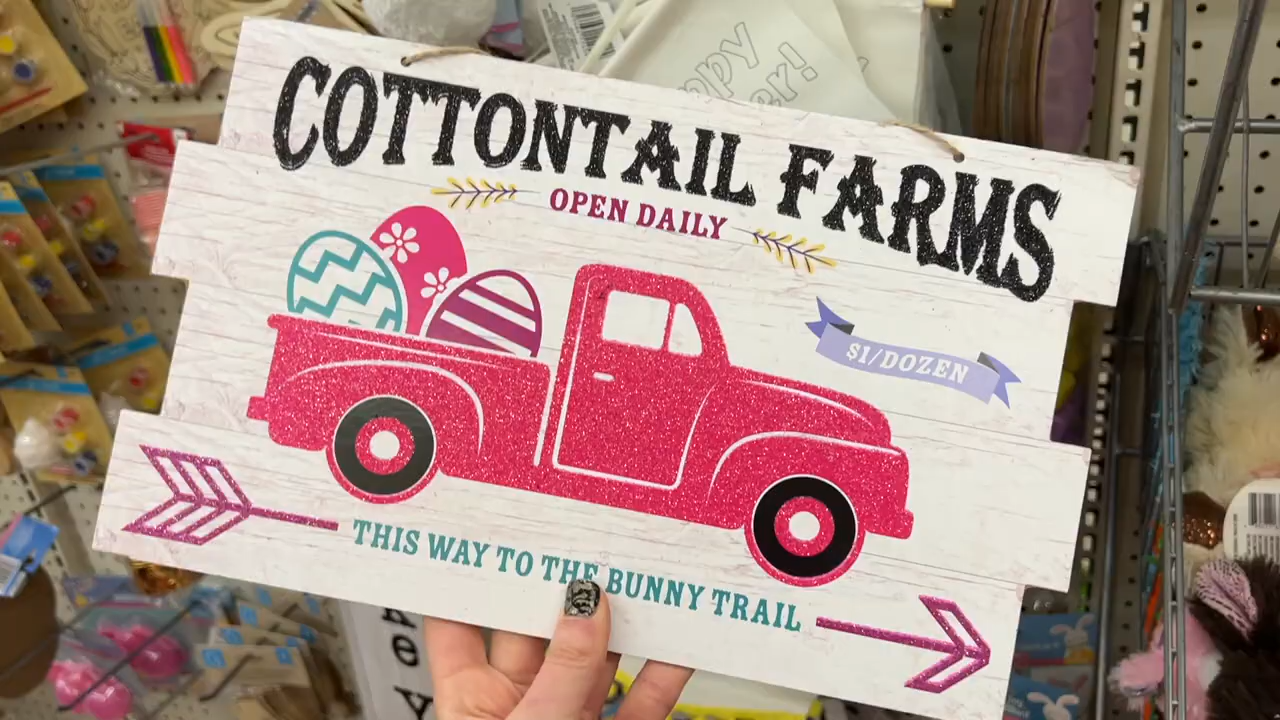 COTTONTAIL FARMS
OPEN DAILY
$1/DOZEN
THIS WAY TO THE BUNNY TRAIL